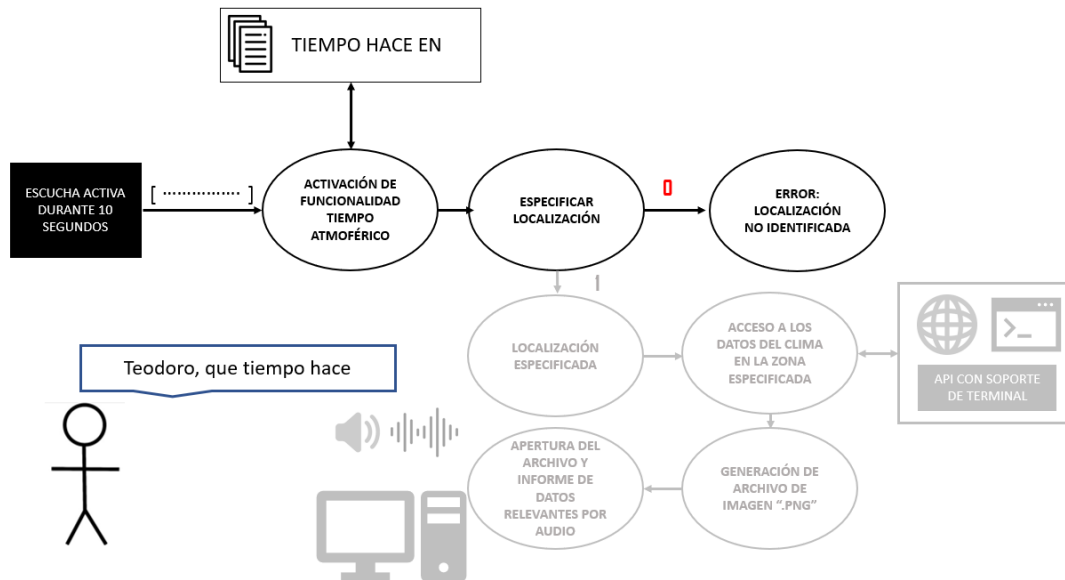 TIEMPO HACE EN
ESCUCHA ACTIVA
DURANTE 10
SEGUNDOS
[ ............... ]
ACTIVACIÓN DE
FUNCIONALIDAD
TIEMPO
ATMOFÉRICO
ESPECIFICAR
LOCALIZACIÓN
0
ERROR:
LOCALIZACIÓN
NO IDENTIFICADA
1
LOCALIZACIÓN
ESPECIFICADA
ACCESO A LOS
DATOS DEL CLIMA
EN LA ZONA
ESPECIFICADA
>_
API CON SOPORTE
DE TERMINAL
Teodoro, que tiempo hace
APERTURA DEL
ARCHIVO Y
INFORME DE
DATOS
RELEVANTES POR
AUDIO
GENERACIÓN DE
ARCHIVO DE
IMAGEN “.PNG”